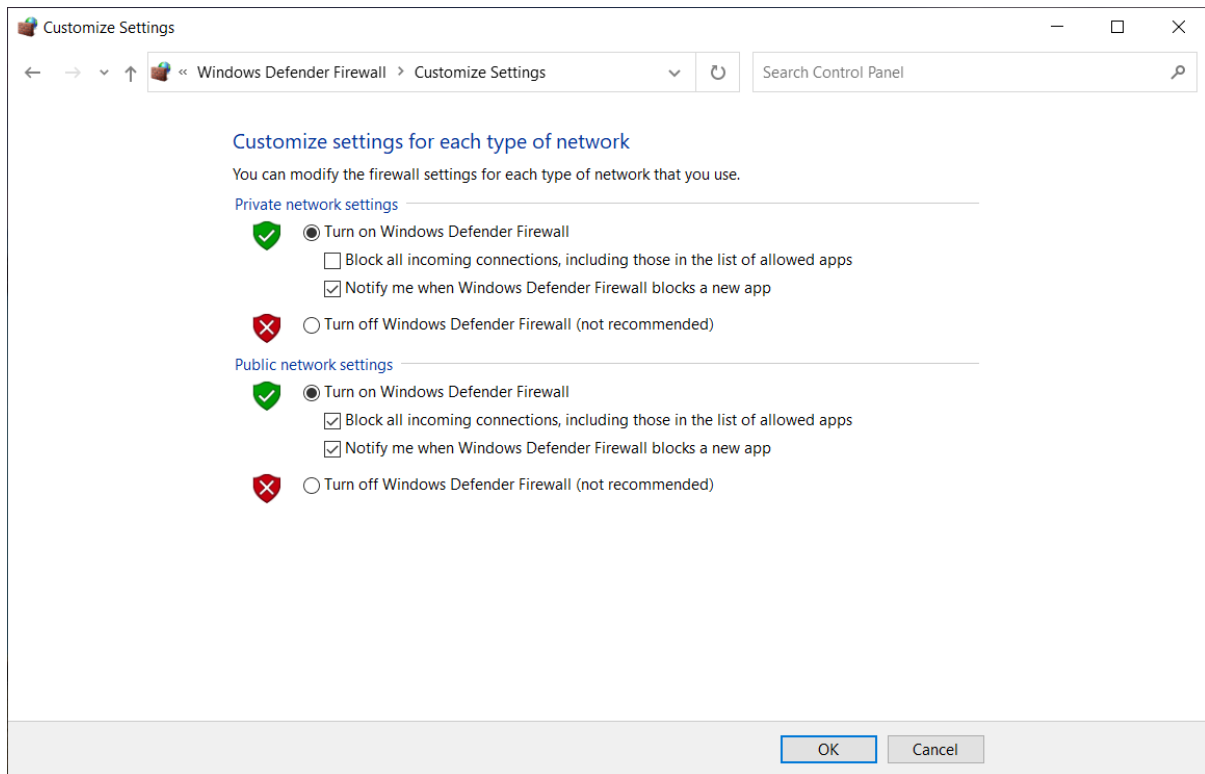 Customize Settings
« Windows Defender Firewall > Customize Settings
Search Control Panel
Customize settings for each type of network
You can modify the firewall settings for each type of network that you use.
Private network settings
Turn on Windows Defender Firewall
Block all incoming connections, including those in the list of allowed apps
Notify me when Windows Defender Firewall blocks a new app
Turn off Windows Defender Firewall (not recommended)
Public network settings
Turn on Windows Defender Firewall
Block all incoming connections, including those in the list of allowed apps
Notify me when Windows Defender Firewall blocks a new app
Turn off Windows Defender Firewall (not recommended)
OK
Cancel